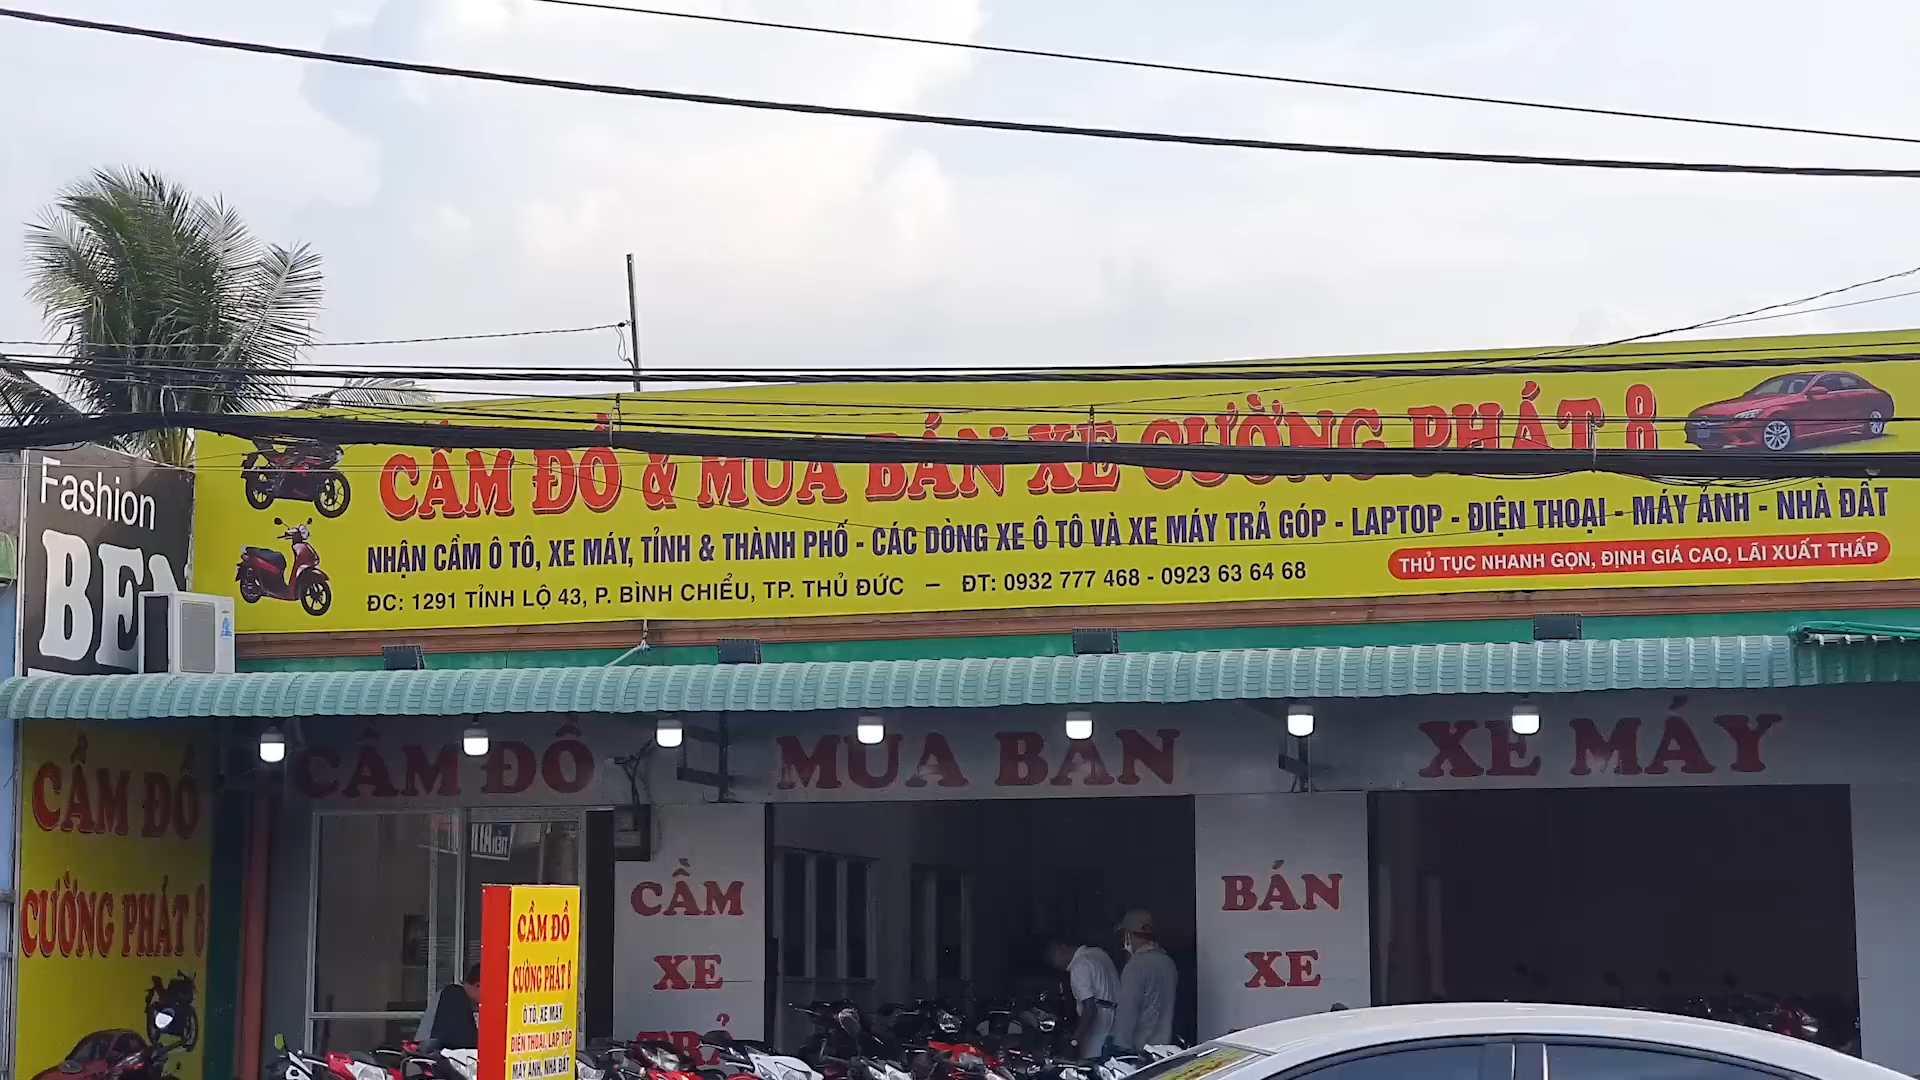 CẦM ĐỒ & MUA BÁN XE CƯỜNG PHÁT 8
NHẬN CẦM Ô TÔ, XE MÁY, TỈNH & THÀNH PHỐ - CÁC DÒNG XE Ô TÔ VÀ XE MÁY TRẢ GÓP - LAPTOP - ĐIỆN THOẠI - MÁY ẢNH - NHÀ ĐẤT
ĐC: 1291 TỈNH LỘ 43, P. BÌNH CHIỂU, TP. THỦ ĐỨC – ĐT: 0932 777 468 - 0923 63 64 68
THỦ TỤC NHANH GỌN, ĐỊNH GIÁ CAO, LÃI XUẤT THẤP
Fashion
CẦM ĐỒ
MUA BÁN
XE MÁY
CẦM ĐỒ
CƯỜNG PHÁT 8
CẦM
XE
TRẢ
BÁN
XE
CẦM ĐỒ
CƯỜNG PHÁT 8
Ô TÔ, XE MÁY
ĐIỆN THOẠI, LAP TOP
MÁY ẢNH, NHÀ ĐẤT